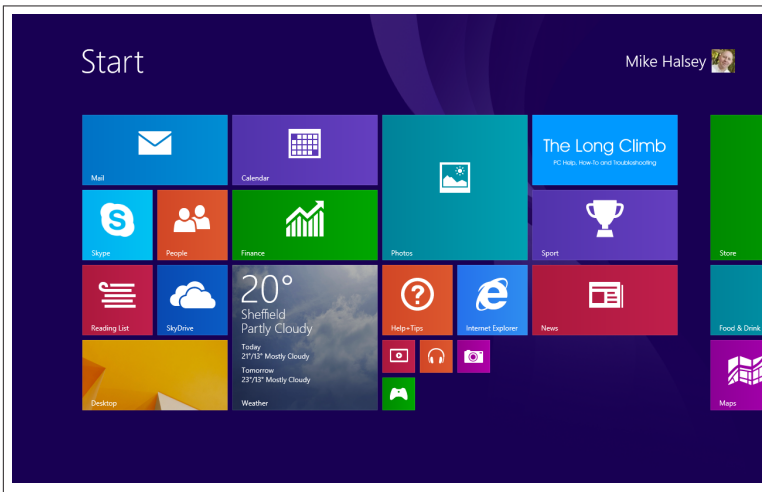 Start
Mike Halsey
Mail
Calendar
Photos
The Long Climb
PC Help, How-To and Troubleshooting
Store
Skype
People
Finance
Sport
Reading List
SkyDrive
20°
Sheffield
Partly Cloudy
Today
21°/13° Mostly Cloudy
Tomorrow
23°/13° Mostly Cloudy
Weather
Help+Tips
Internet Explorer
News
Food & Drink
Desktop
Maps